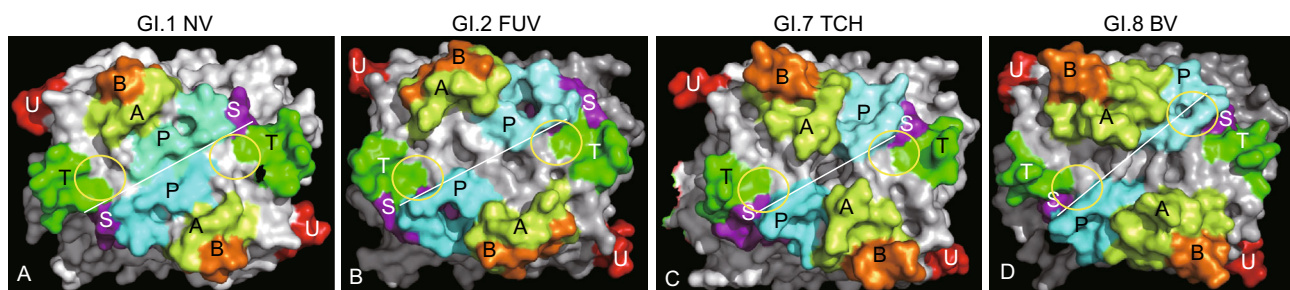 GI.1 NV GI.2 FUV GI.7 TCH GI.8 BV
U B A P S T T S P A B U A
U B A P S T T S P A B U B
U B A P S T T S P A B U C
U B A P S T T S P A B U D